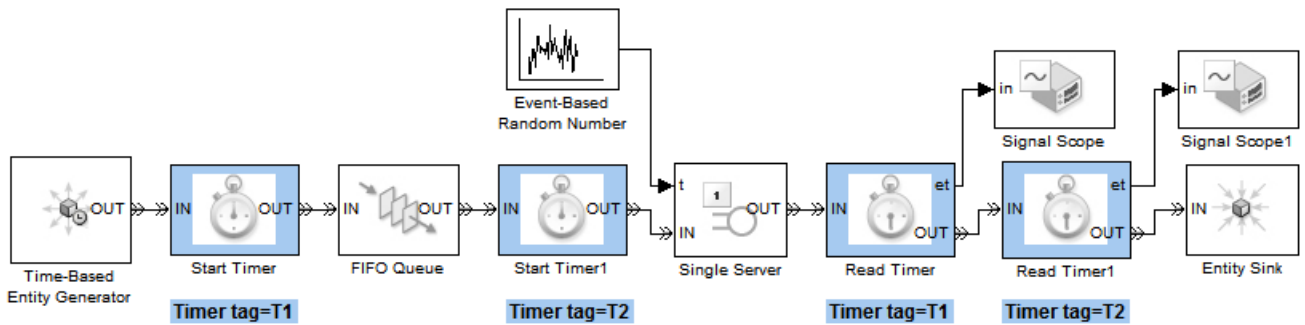 Event-Based
Random Number
in
Signal Scope
in
Signal Scope1
OUT
Time-Based
Entity Generator
IN
OUT
Start Timer
Timer tag=T1
IN
OUT
FIFO Queue
IN
OUT
Start Timer1
Timer tag=T2
t
1
IN
OUT
Single Server
IN
et
OUT
Read Timer
Timer tag=T1
IN
et
OUT
Read Timer1
Timer tag=T2
IN
Entity Sink